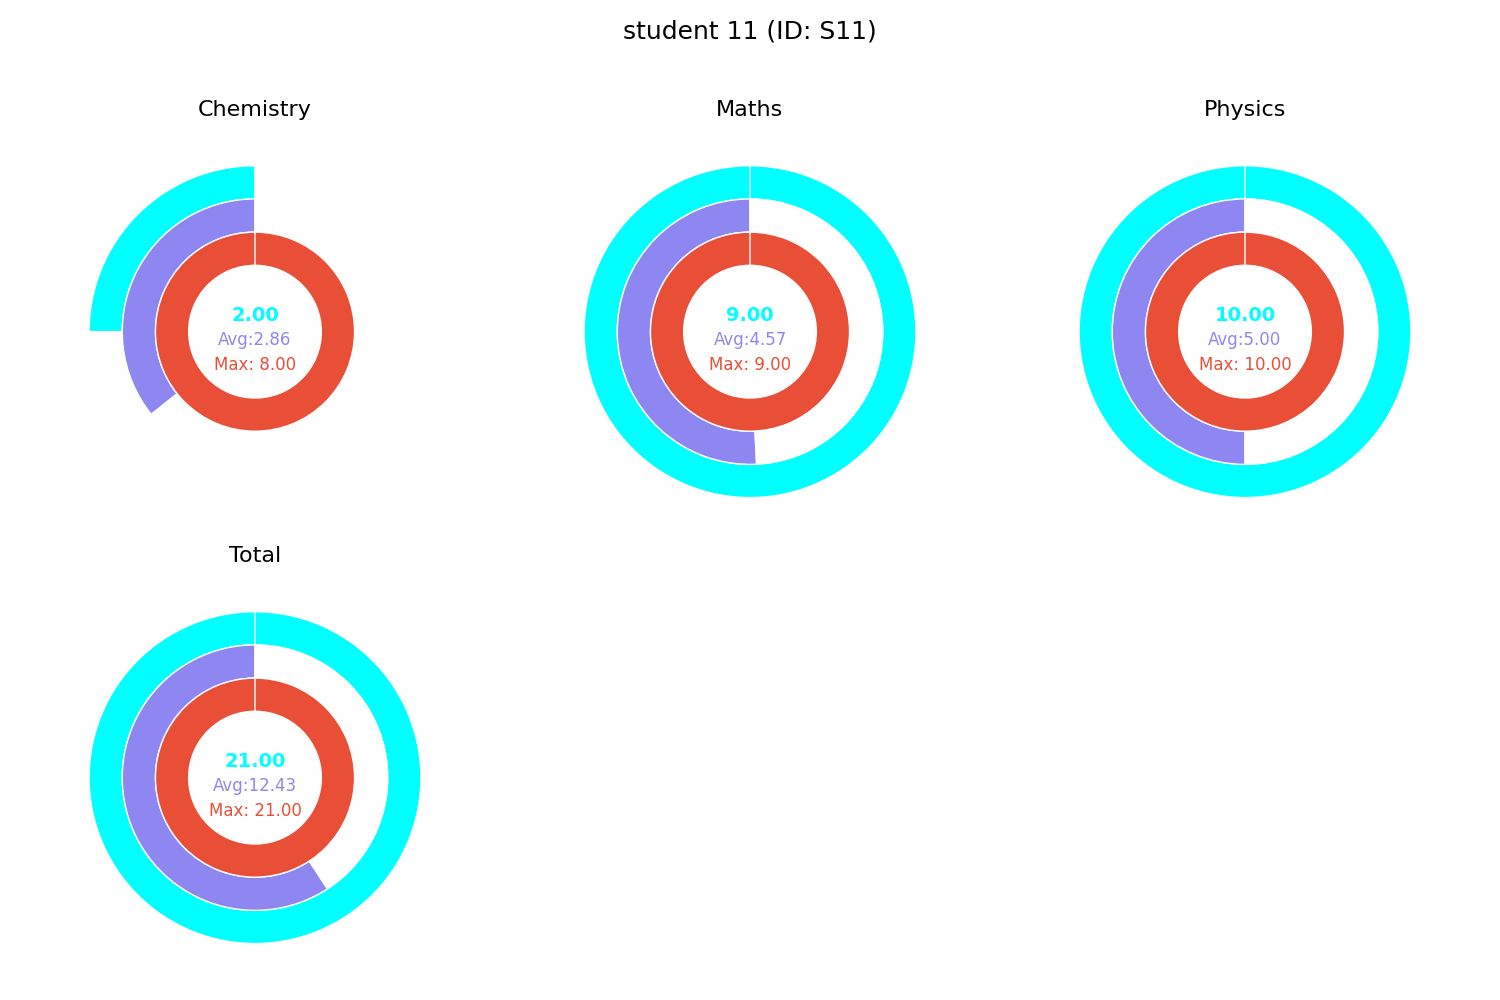 student 11 (ID: S11)
Chemistry
2.00
Avg:2.86
Max: 8.00
Maths
9.00
Avg:4.57
Max: 9.00
Physics
10.00
Avg:5.00
Max: 10.00
Total
21.00
Avg:12.43
Max: 21.00